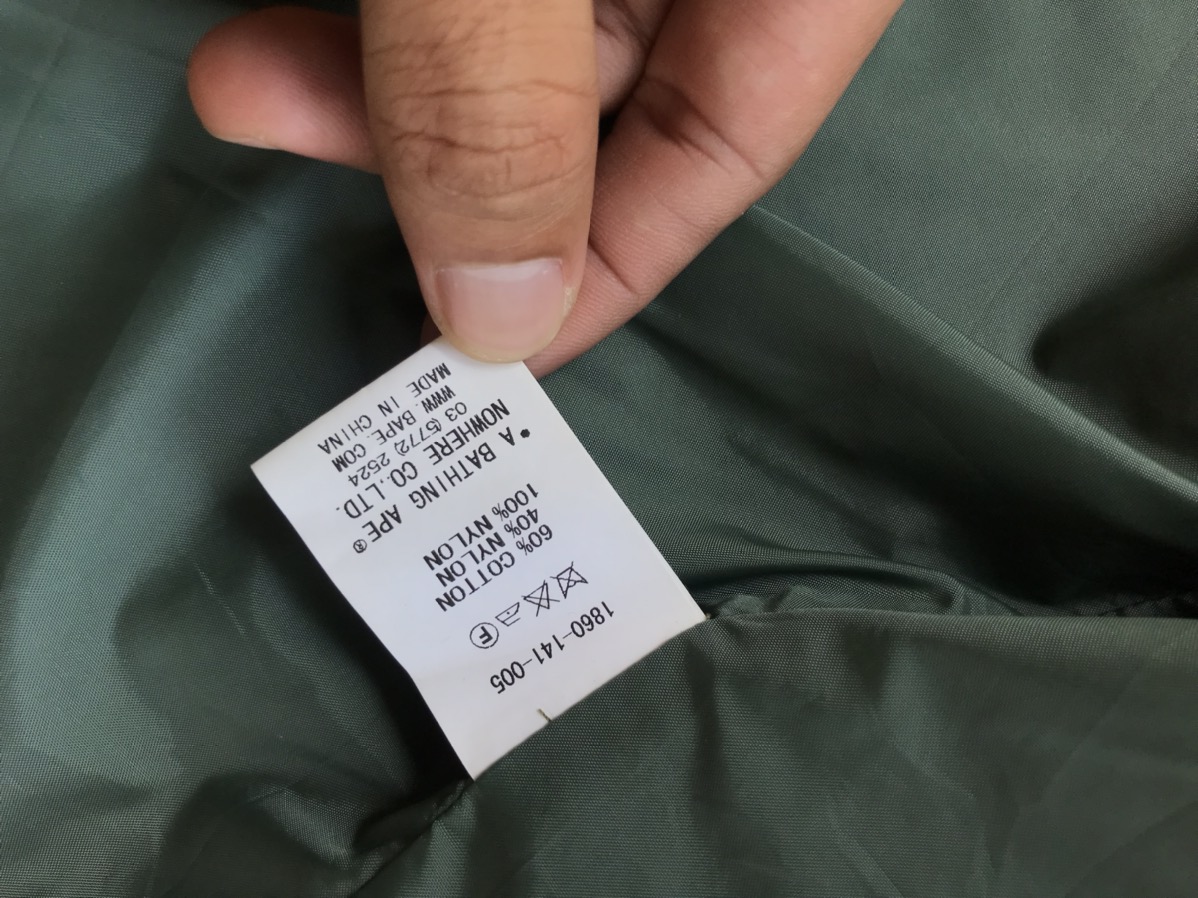 1860-141-005
F
60% COTTON
40% NYLON
100% NYLON
*A BATHING APE®
NOWHERE CO.,LTD.
03 (5772) 2524
WWW. BAPE. COM
MADE IN CHINA